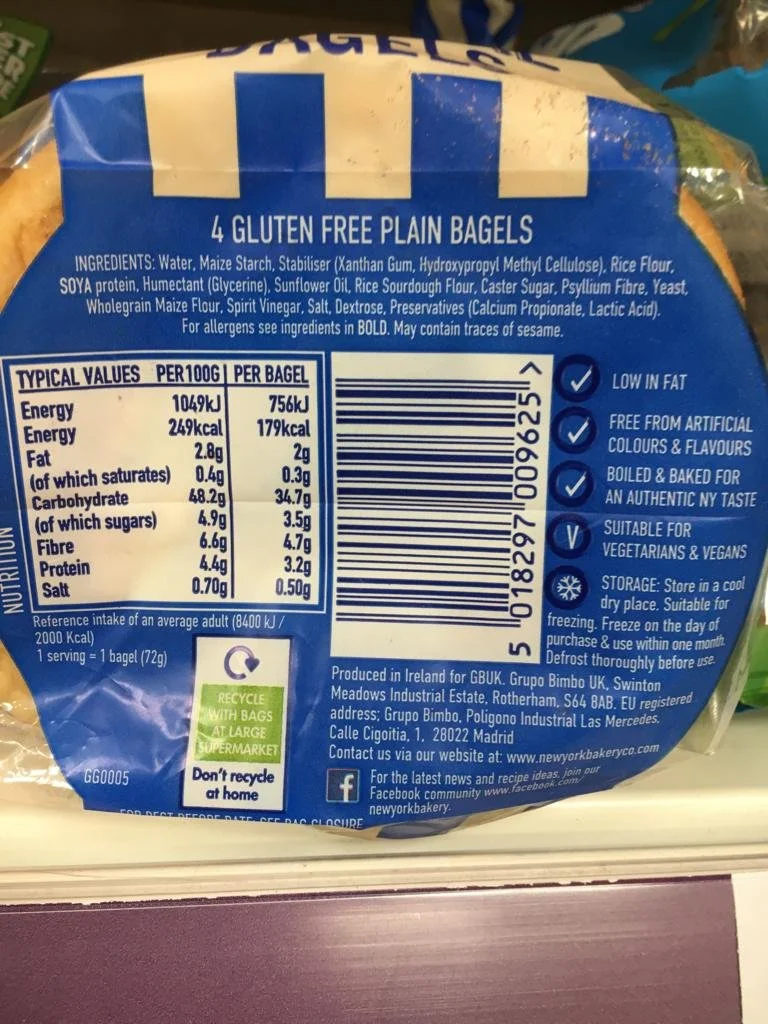 BAGELS
4 GLUTEN FREE PLAIN BAGELS
INGREDIENTS: Water, Maize Starch, Stabiliser (Xanthan Gum, Hydroxypropyl Methyl Cellulose), Rice Flour,
SOYA protein, Humectant (Glycerine), Sunflower Oil, Rice Sourdough Flour, Caster Sugar, Psyllium Fibre, Yeast,
Wholegrain Maize Flour, Spirit Vinegar, Salt, Dextrose, Preservatives (Calcium Propionate, Lactic Acid).
For allergens see ingredients in BOLD. May contain traces of sesame.
NUTRITION
TYPICAL VALUES PER 100G PER BAGEL
Energy 1049kJ 756kJ
Energy 249kcal 179kcal
Fat 2.8g 2g
(of which saturates) 0.4g 0.3g
Carbohydrate 48.2g 34.7g
(of which sugars) 4.9g 3.5g
Fibre 6.6g 4.7g
Protein 4.4g 3.2g
Salt 0.70g 0.50g
Reference intake of an average adult (8400 kJ /
2000 Kcal)
1 serving = 1 bagel (72g)
5 018297 009625 >
LOW IN FAT
FREE FROM ARTIFICIAL
COLOURS & FLAVOURS
BOILED & BAKED FOR
AN AUTHENTIC NY TASTE
V
SUITABLE FOR
VEGETARIANS & VEGANS
STORAGE: Store in a cool
dry place. Suitable for
freezing. Freeze on the day of
purchase & use within one month.
Defrost thoroughly before use.
RECYCLE
WITH BAGS
AT LARGE
SUPERMARKET
Don't recycle
at home
GG0005
Produced in Ireland for GBUK. Grupo Bimbo UK, Swinton
Meadows Industrial Estate, Rotherham, S64 8AB. EU registered
address; Grupo Bimbo, Poligono Industrial Las Mercedes,
Calle Cigoitia, 1, 28022 Madrid
Contact us via our website at: www.newyorkbakeryco.com
f
For the latest news and recipe ideas, join our
Facebook community www.facebook.com/
newyorkbakery.
FOR BEST BEFORE DATE: SEE BAG CLOSURE